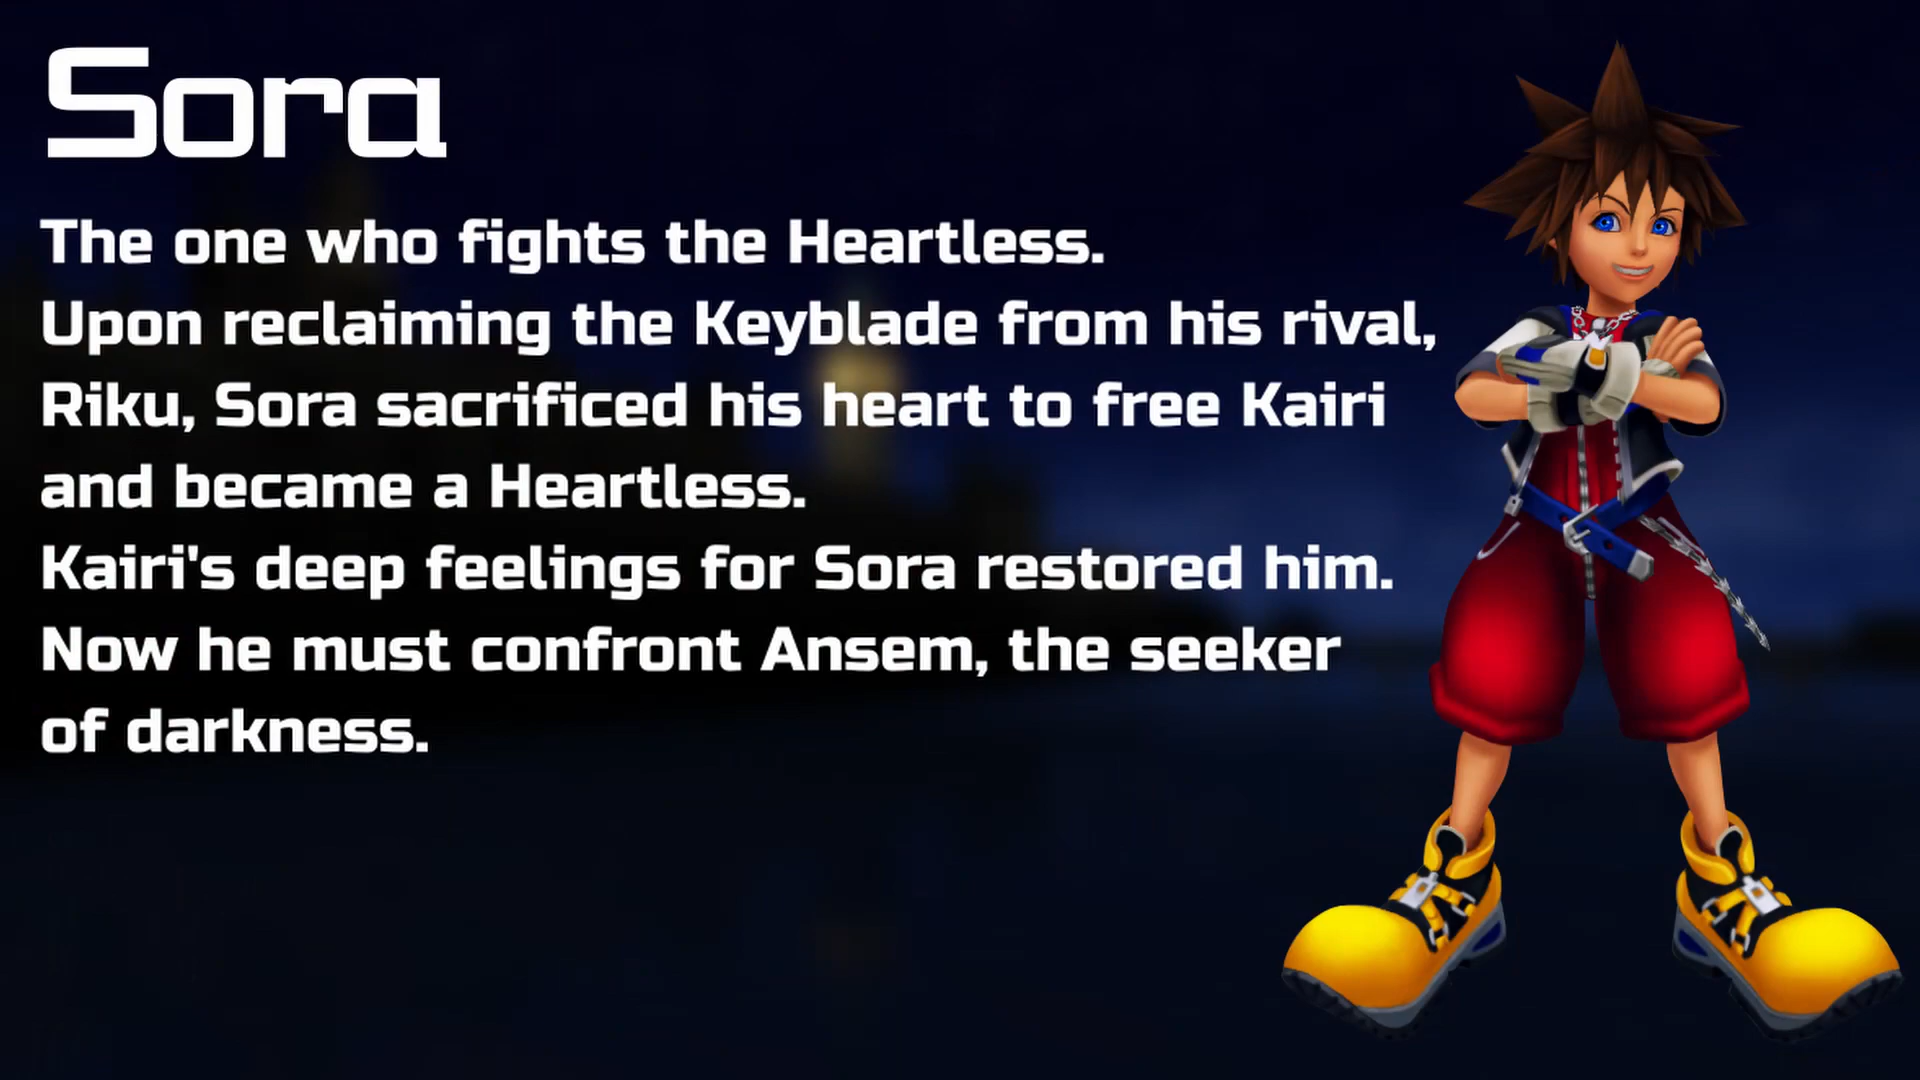 Sora
The one who fights the Heartless.
Upon reclaiming the Keyblade from his rival,
Riku, Sora sacrificed his heart to free Kairi
and became a Heartless.
Kairi's deep feelings for Sora restored him.
Now he must confront Ansem, the seeker
of darkness.